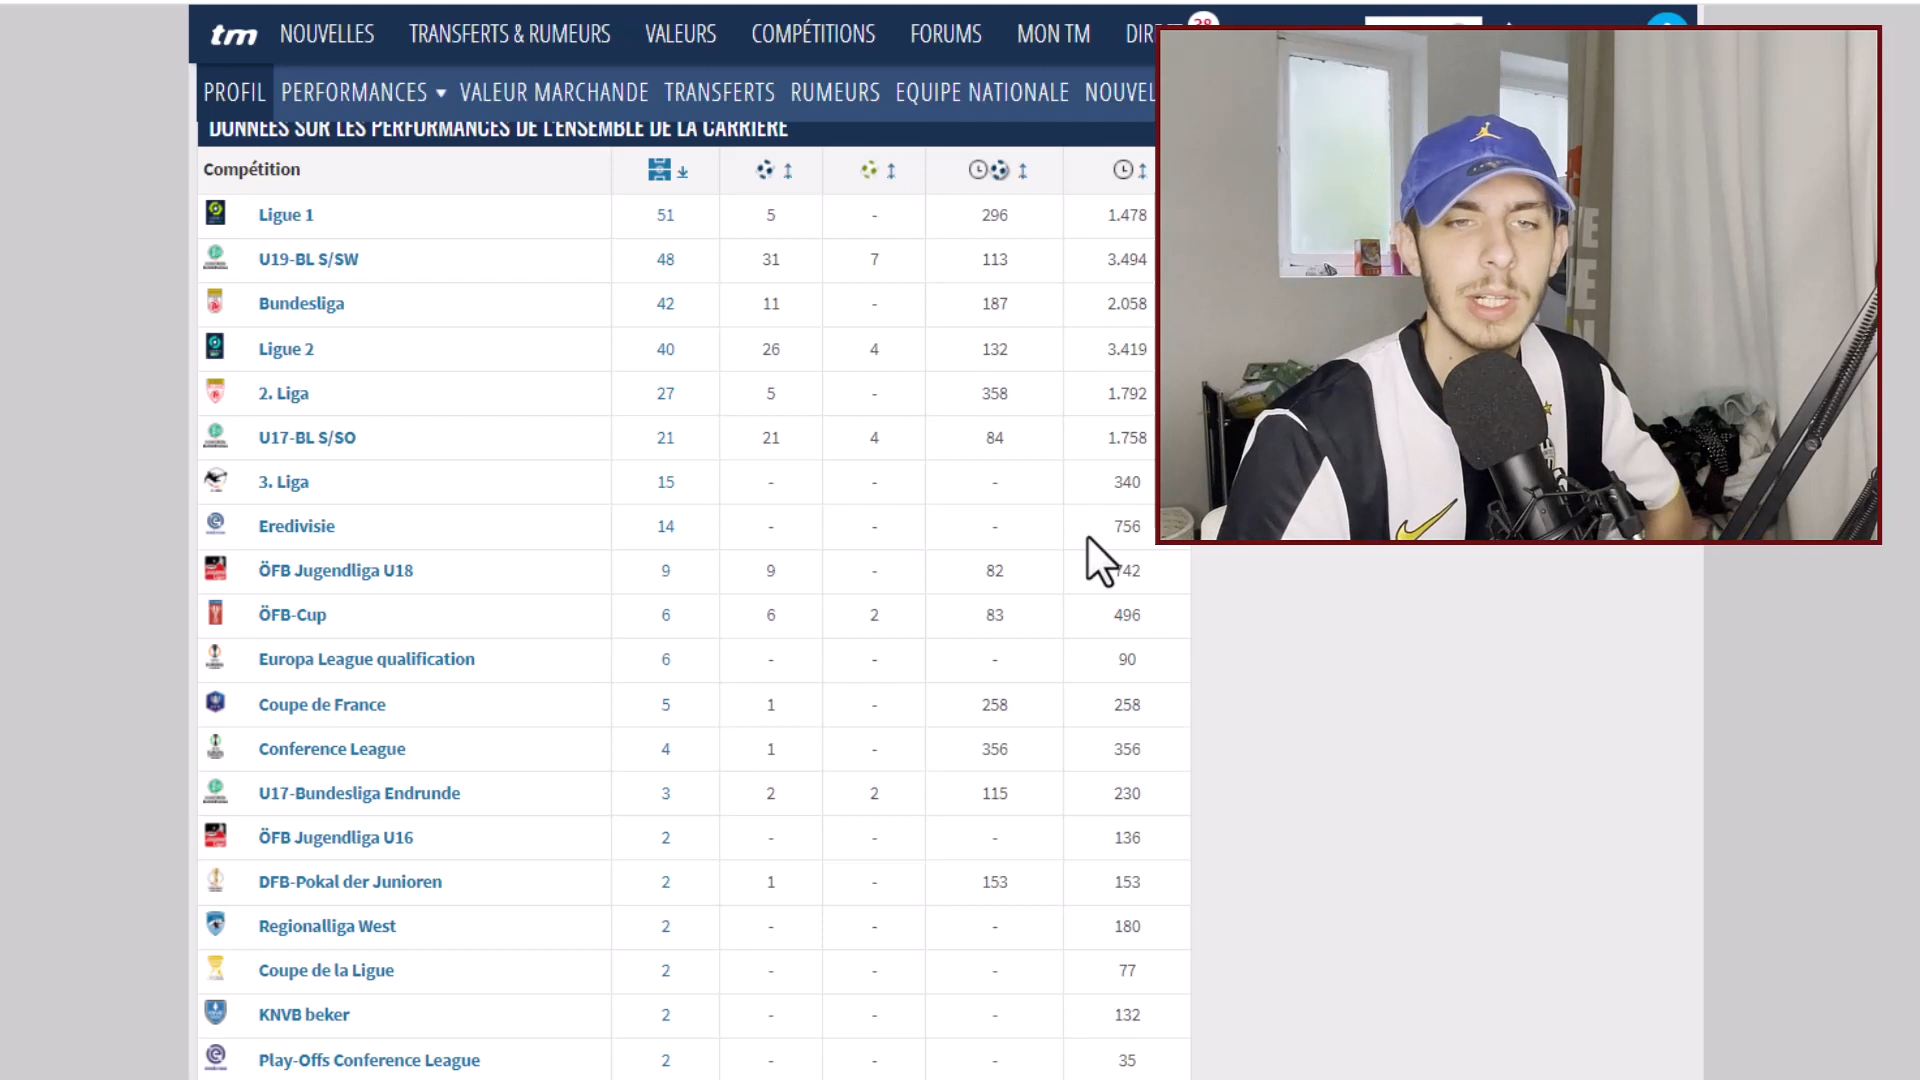 tm NOUVELLES TRANSFERTS & RUMEURS VALEURS COMPÉTITIONS FORUMS MON TM
PROFIL PERFORMANCES VALEUR MARCHANDE TRANSFERTS RUMEURS EQUIPE NATIONALE
DONNÉES SUR LES PERFORMANCES DE L'ENSEMBLE DE LA CARRIÈRE
Compétition
Ligue 1 51 5 - 296 1.478
U19-BL S/SW 48 31 7 113 3.494
Bundesliga 42 11 - 187 2.058
Ligue 2 40 26 4 132 3.419
2. Liga 27 5 - 358 1.792
U17-BL S/SO 21 21 4 84 1.758
3. Liga 15 - - - 340
Eredivisie 14 - - - 756
ÖFB Jugendliga U18 9 9 - 82 742
ÖFB-Cup 6 6 2 83 496
Europa League qualification 6 - - - 90
Coupe de France 5 1 - 258 258
Conference League 4 1 - 356 356
U17-Bundesliga Endrunde 3 2 2 115 230
ÖFB Jugendliga U16 2 - - - 136
DFB-Pokal der Junioren 2 1 - 153 153
Regionalliga West 2 - - - 180
Coupe de la Ligue 2 - - - 77
KNVB beker 2 - - - 132
Play-Offs Conference League 2 - - - 35